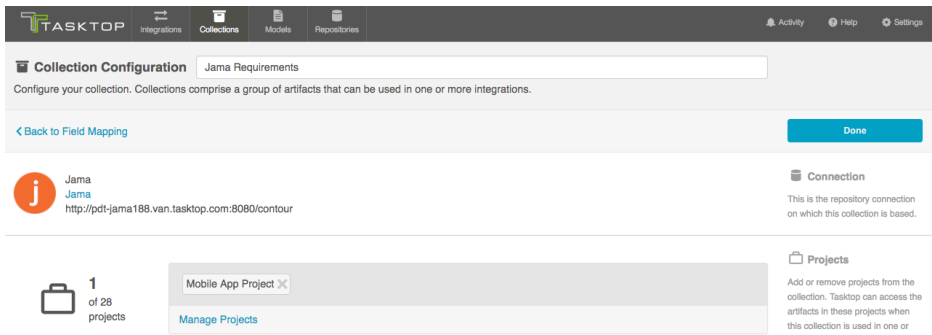 TASKTOP
Integrations
Collections
Models
Repositories
Activity
Help
Settings
Collection Configuration
Jama Requirements
Configure your collection. Collections comprise a group of artifacts that can be used in one or more integrations.
Back to Field Mapping
Done
j
Jama
Jama
http://pdt-jama188.van.tasktop.com:8080/contour
Connection
This is the repository connection
on which this collection is based.
1
of 28
projects
Mobile App Project
Manage Projects
Projects
Add or remove projects from the
collection. Tasktop can access the
artifacts in these projects when
this collection is used in one or